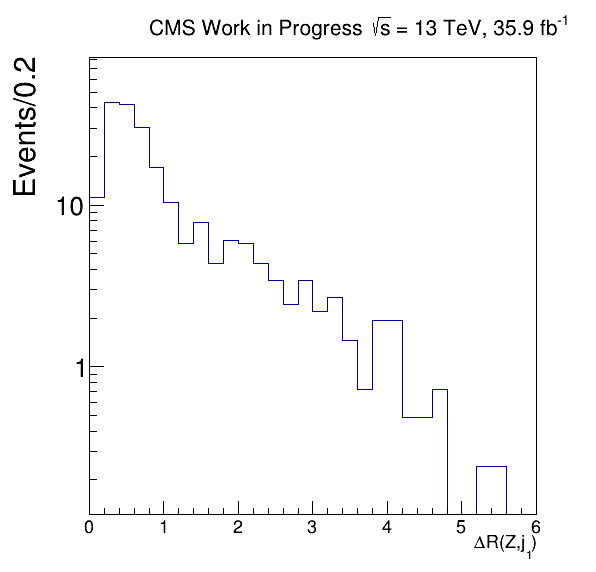 CMS Work in Progress √s = 13 TeV, 35.9 fb⁻¹
Events/0.2
10
1
0 1 2 3 4 5 6
ΔR(Z,j₁)